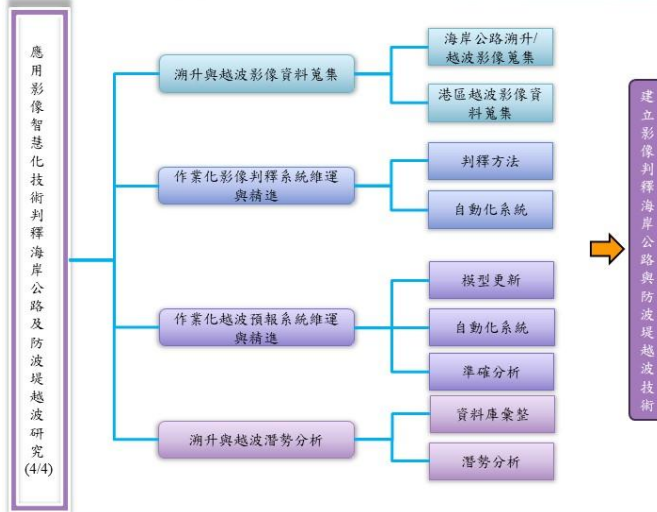 應用影像智慧化技術判釋海岸公路及防波堤越波研究
(4/4)
溯升與越波影像資料蒐集
海岸公路溯升/
越波影像蒐集
港區越波影像資
料蒐集
作業化影像判釋系統維運
與精進
判釋方法
自動化系統
作業化越波預報系統維運
與精進
模型更新
自動化系統
準確分析
溯升與越波潛勢分析
資料庫彙整
潛勢分析
建立影像判釋海岸公路與防波堤越波技術